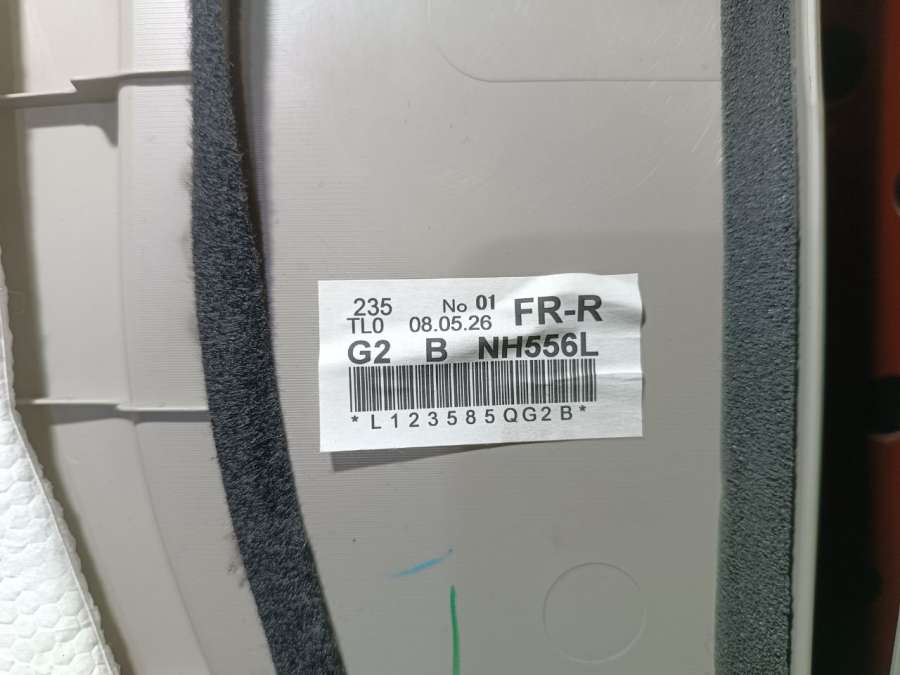 235 No 01 FR-R
TL0 08.05.26
G2 B NH556L
*L123585QG2B*